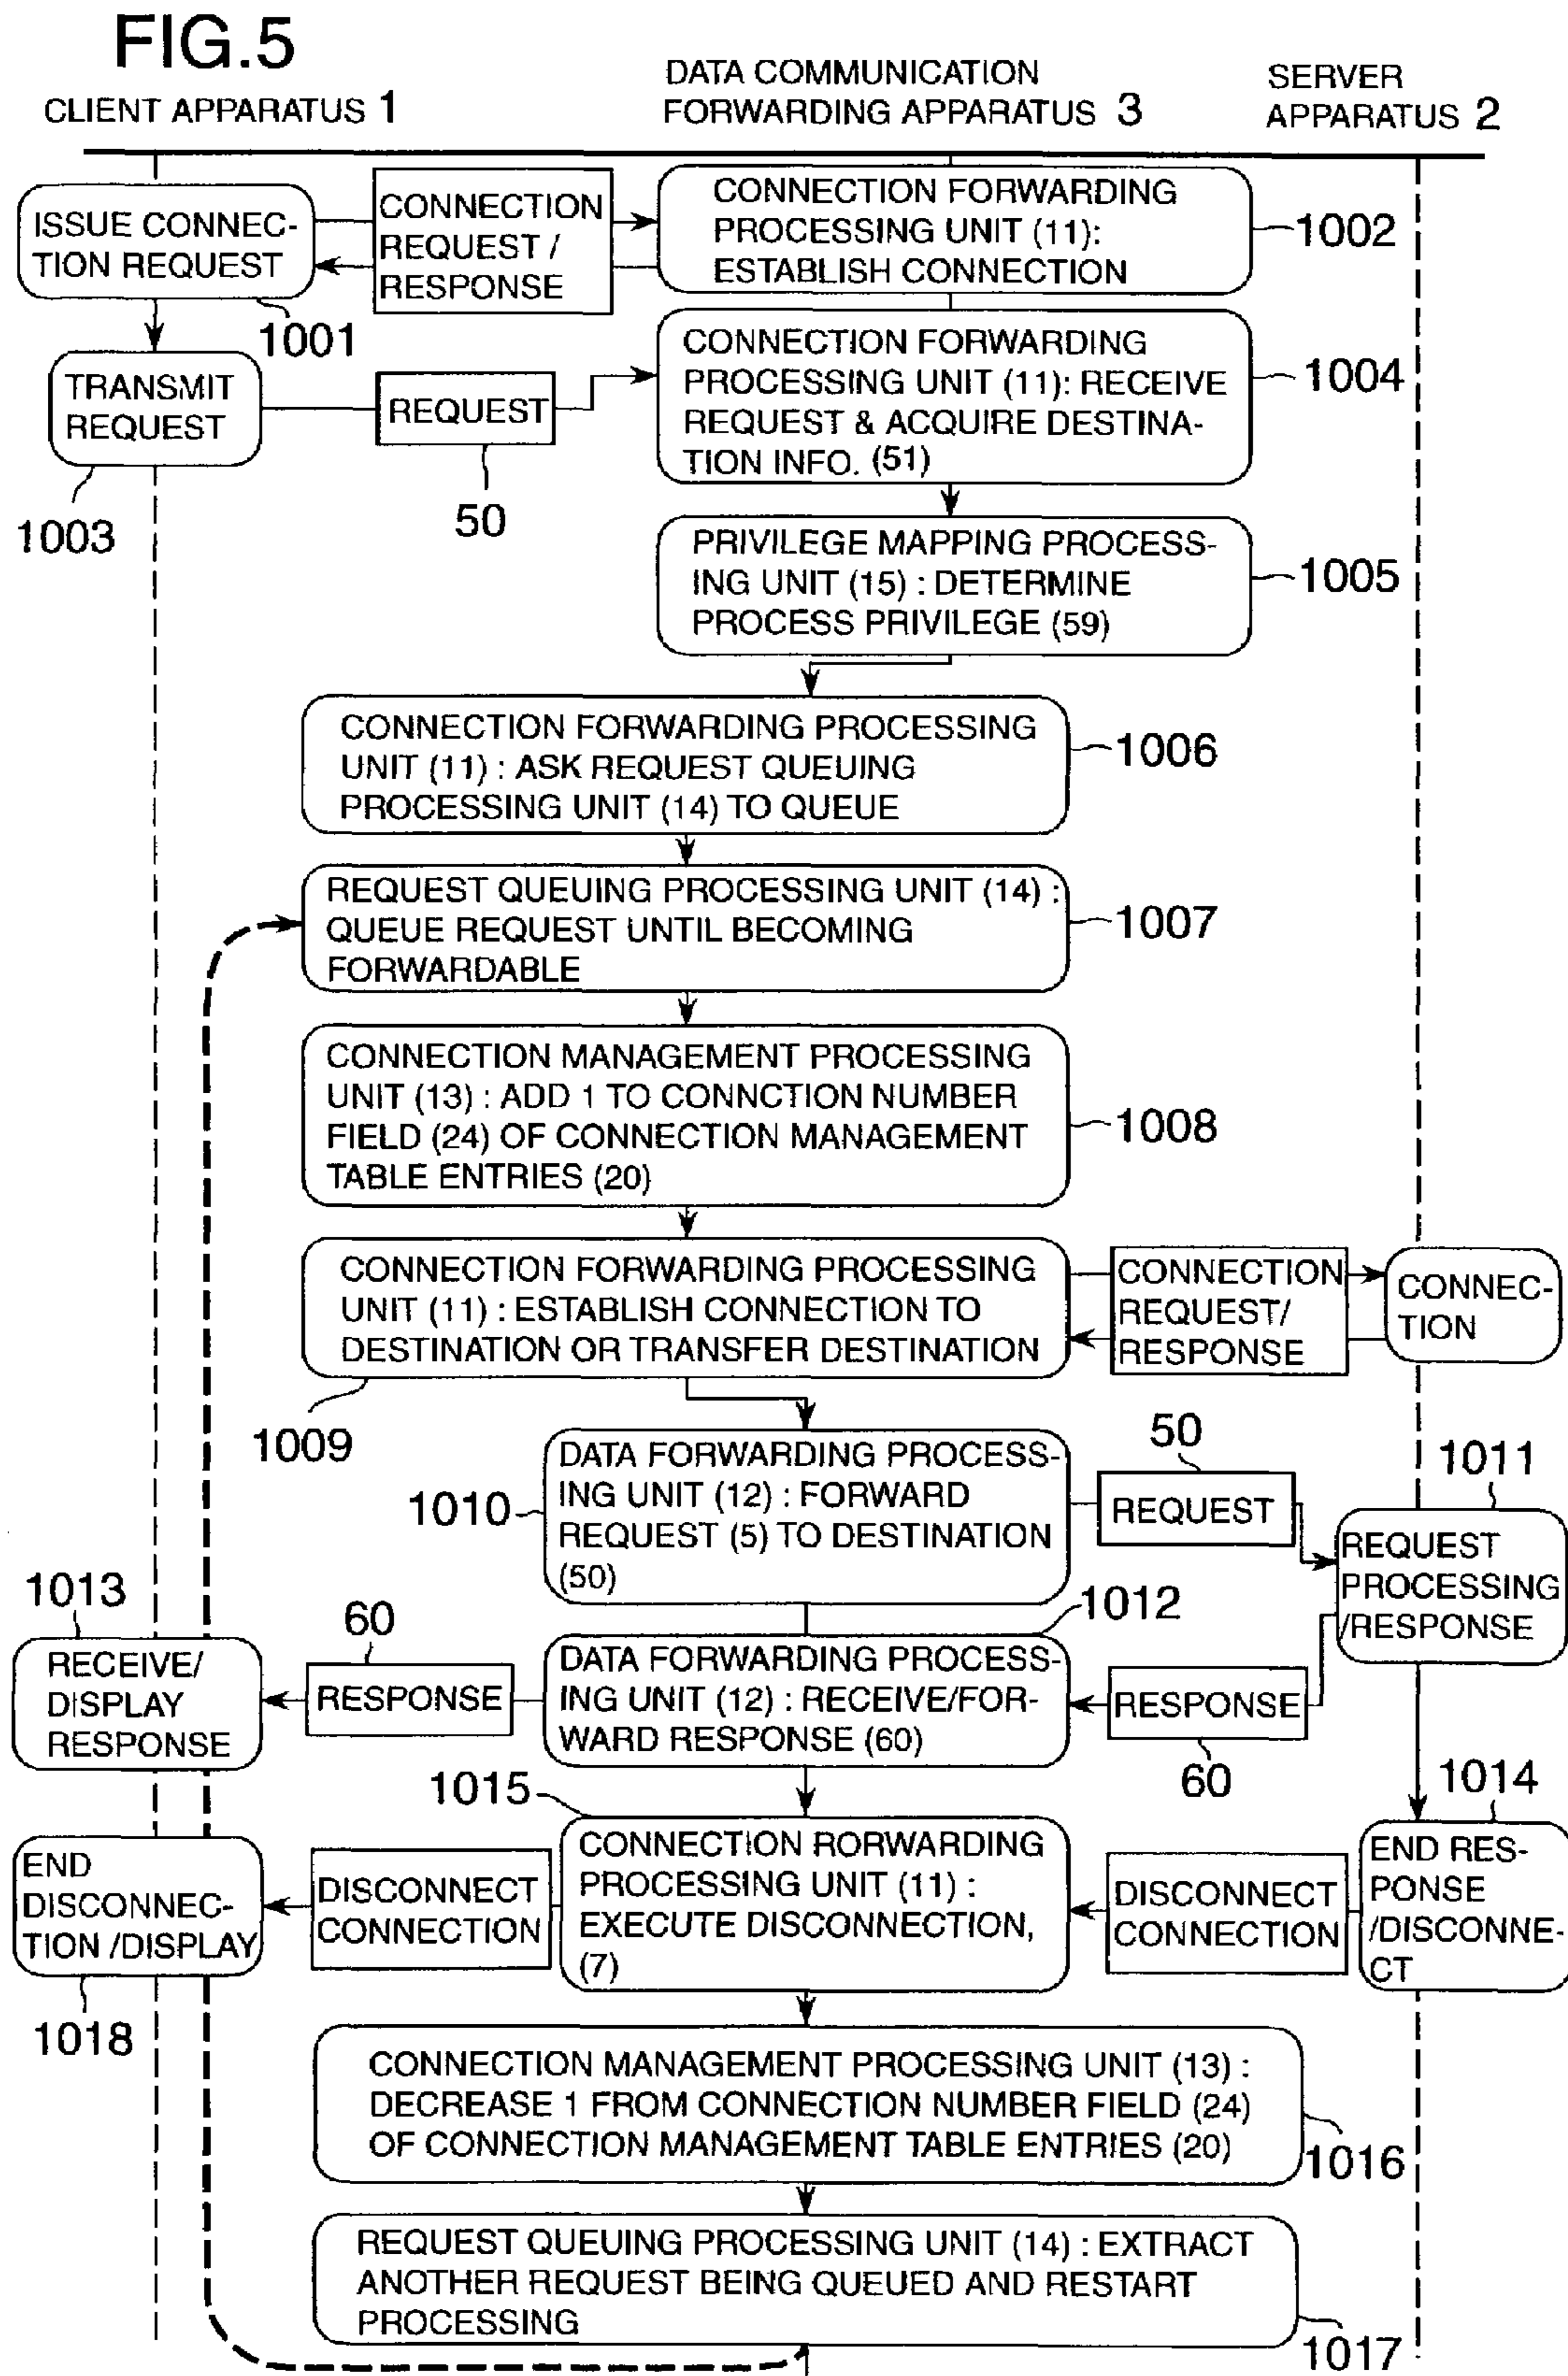 FIG.5
CLIENT APPARATUS 1
DATA COMMUNICATION
FORWARDING APPARATUS 3
SERVER
APPARATUS 2
ISSUE CONNEC-
TION REQUEST
1001
CONNECTION
REQUEST /
RESPONSE
CONNECTION FORWARDING
PROCESSING UNIT (11):
ESTABLISH CONNECTION
1002
TRANSMIT
REQUEST
1003
REQUEST
50
CONNECTION FORWARDING
PROCESSING UNIT (11): RECEIVE
REQUEST & ACQUIRE DESTINA-
TION INFO. (51)
1004
PRIVILEGE MAPPING PROCESS-
ING UNIT (15) : DETERMINE
PROCESS PRIVILEGE (59)
1005
CONNECTION FORWARDING PROCESSING
UNIT (11) : ASK REQUEST QUEUING
PROCESSING UNIT (14) TO QUEUE
1006
REQUEST QUEUING PROCESSING UNIT (14) :
QUEUE REQUEST UNTIL BECOMING
FORWARDABLE
1007
CONNECTION MANAGEMENT PROCESSING
UNIT (13) : ADD 1 TO CONNCTION NUMBER
FIELD (24) OF CONNECTION MANAGEMENT
TABLE ENTRIES (20)
1008
CONNECTION FORWARDING PROCESSING
UNIT (11) : ESTABLISH CONNECTION TO
DESTINATION OR TRANSFER DESTINATION
1009
CONNECTION
REQUEST/
RESPONSE
CONNEC-
TION
DATA FORWARDING PROCESS-
ING UNIT (12) : FORWARD
REQUEST (5) TO DESTINATION
(50)
1010
50
REQUEST
1011
REQUEST
PROCESSING
/RESPONSE
1013
RECEIVE/
DISPLAY
RESPONSE
60
RESPONSE
1012
DATA FORWARDING PROCESS-
ING UNIT (12) : RECEIVE/FOR-
WARD RESPONSE (60)
RESPONSE
60
1014
END RES-
PONSE
/DISCONNE-
CT
1015
CONNECTION RORWARDING
PROCESSING UNIT (11) :
EXECUTE DISCONNECTION,
(7)
DISCONNECT
CONNECTION
DISCONNECT
CONNECTION
END
DISCONNEC-
TION /DISPLAY
1018
CONNECTION MANAGEMENT PROCESSING UNIT (13) :
DECREASE 1 FROM CONNECTION NUMBER FIELD (24)
OF CONNECTION MANAGEMENT TABLE ENTRIES (20)
1016
REQUEST QUEUING PROCESSING UNIT (14) : EXTRACT
ANOTHER REQUEST BEING QUEUED AND RESTART
PROCESSING
1017